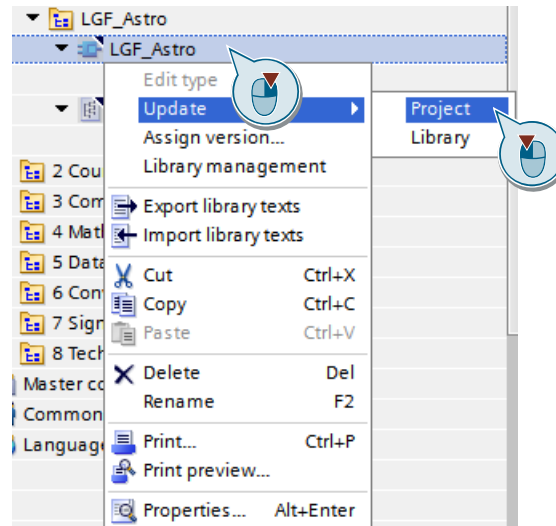 LGF_Astro
LGF_Astro
Edit type
Update
Project
Assign version...
Library
Library management
2 Cou
3 Com
Export library texts
4 Matl
Import library texts
5 Data
Cut Ctrl+X
6 Con
Copy Ctrl+C
7 Sign
Paste Ctrl+V
8 Tech
Delete Del
Master co
Rename F2
Common
Print... Ctrl+P
Language
Print preview...
Properties... Alt+Enter